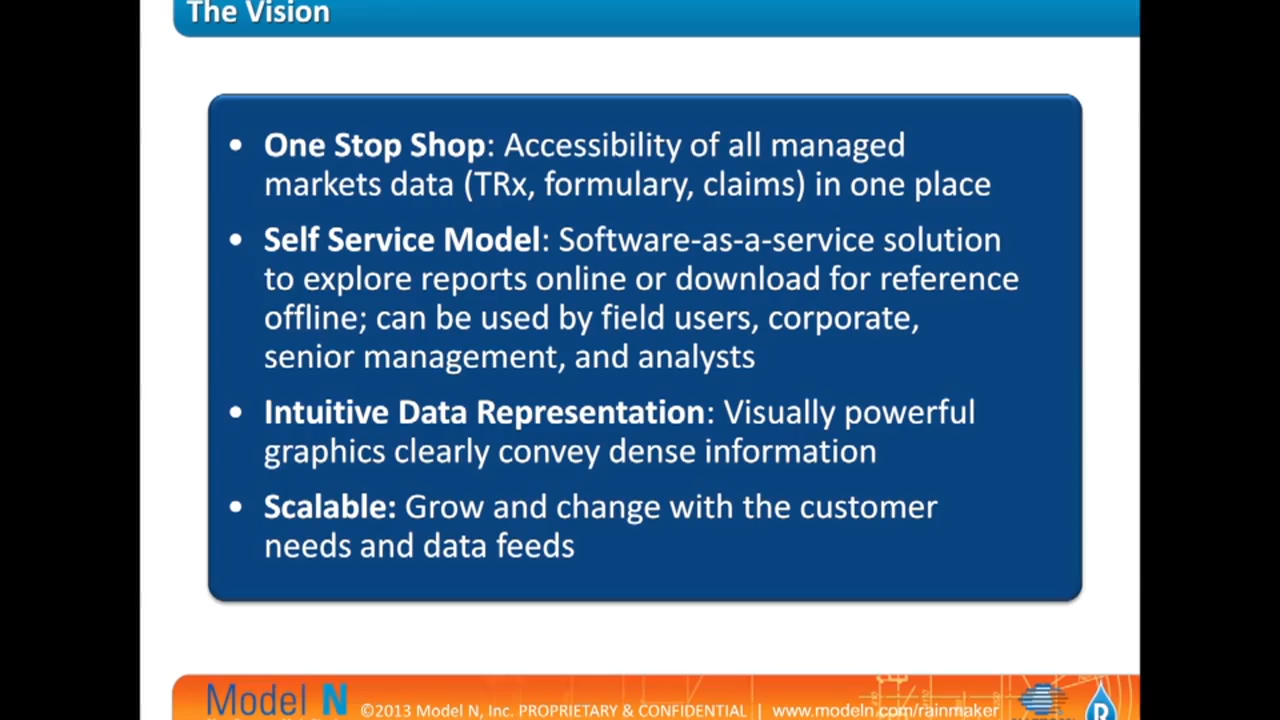 The Vision
• One Stop Shop: Accessibility of all managed
markets data (TRx, formulary, claims) in one place
• Self Service Model: Software-as-a-service solution
to explore reports online or download for reference
offline; can be used by field users, corporate,
senior management, and analysts
• Intuitive Data Representation: Visually powerful
graphics clearly convey dense information
• Scalable: Grow and change with the customer
needs and data feeds
Model N ©2013 Model N, Inc. PROPRIETARY & CONFIDENTIAL | www.modeln.com/rainmaker